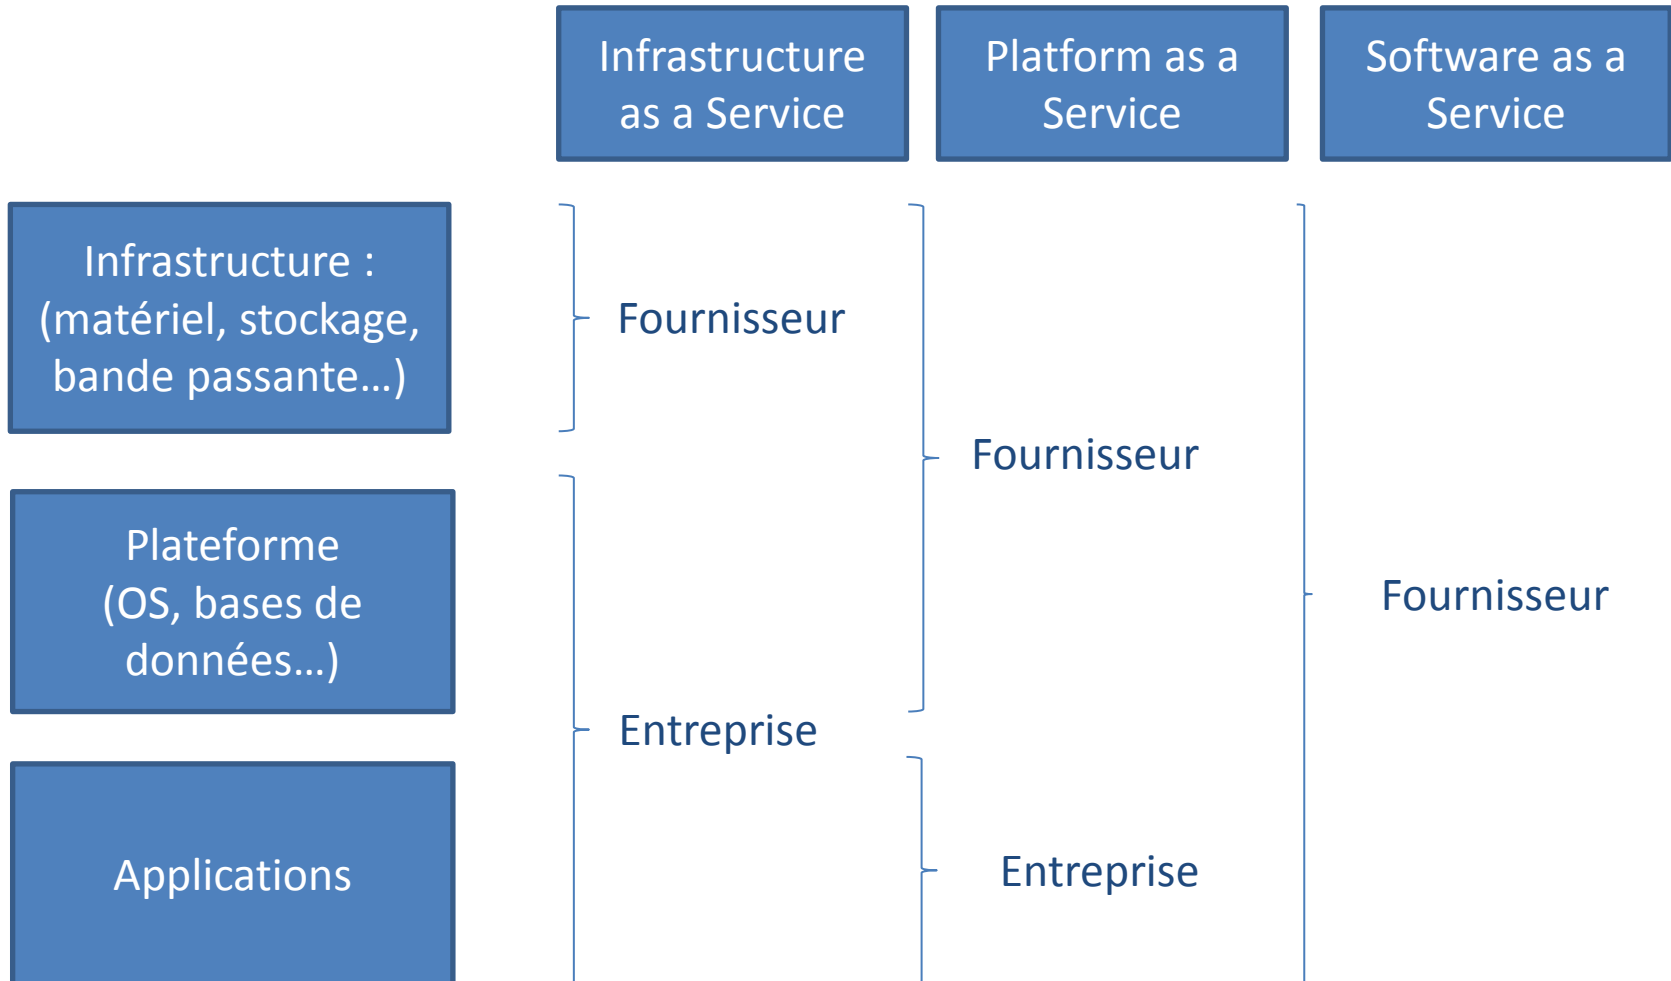 Infrastructure
as a Service
Platform as a
Service
Software as a
Service
Infrastructure :
(matériel, stockage,
bande passante…)
Fournisseur
Fournisseur
Plateforme
(OS, bases de
données…)
Fournisseur
Entreprise
Applications
Entreprise